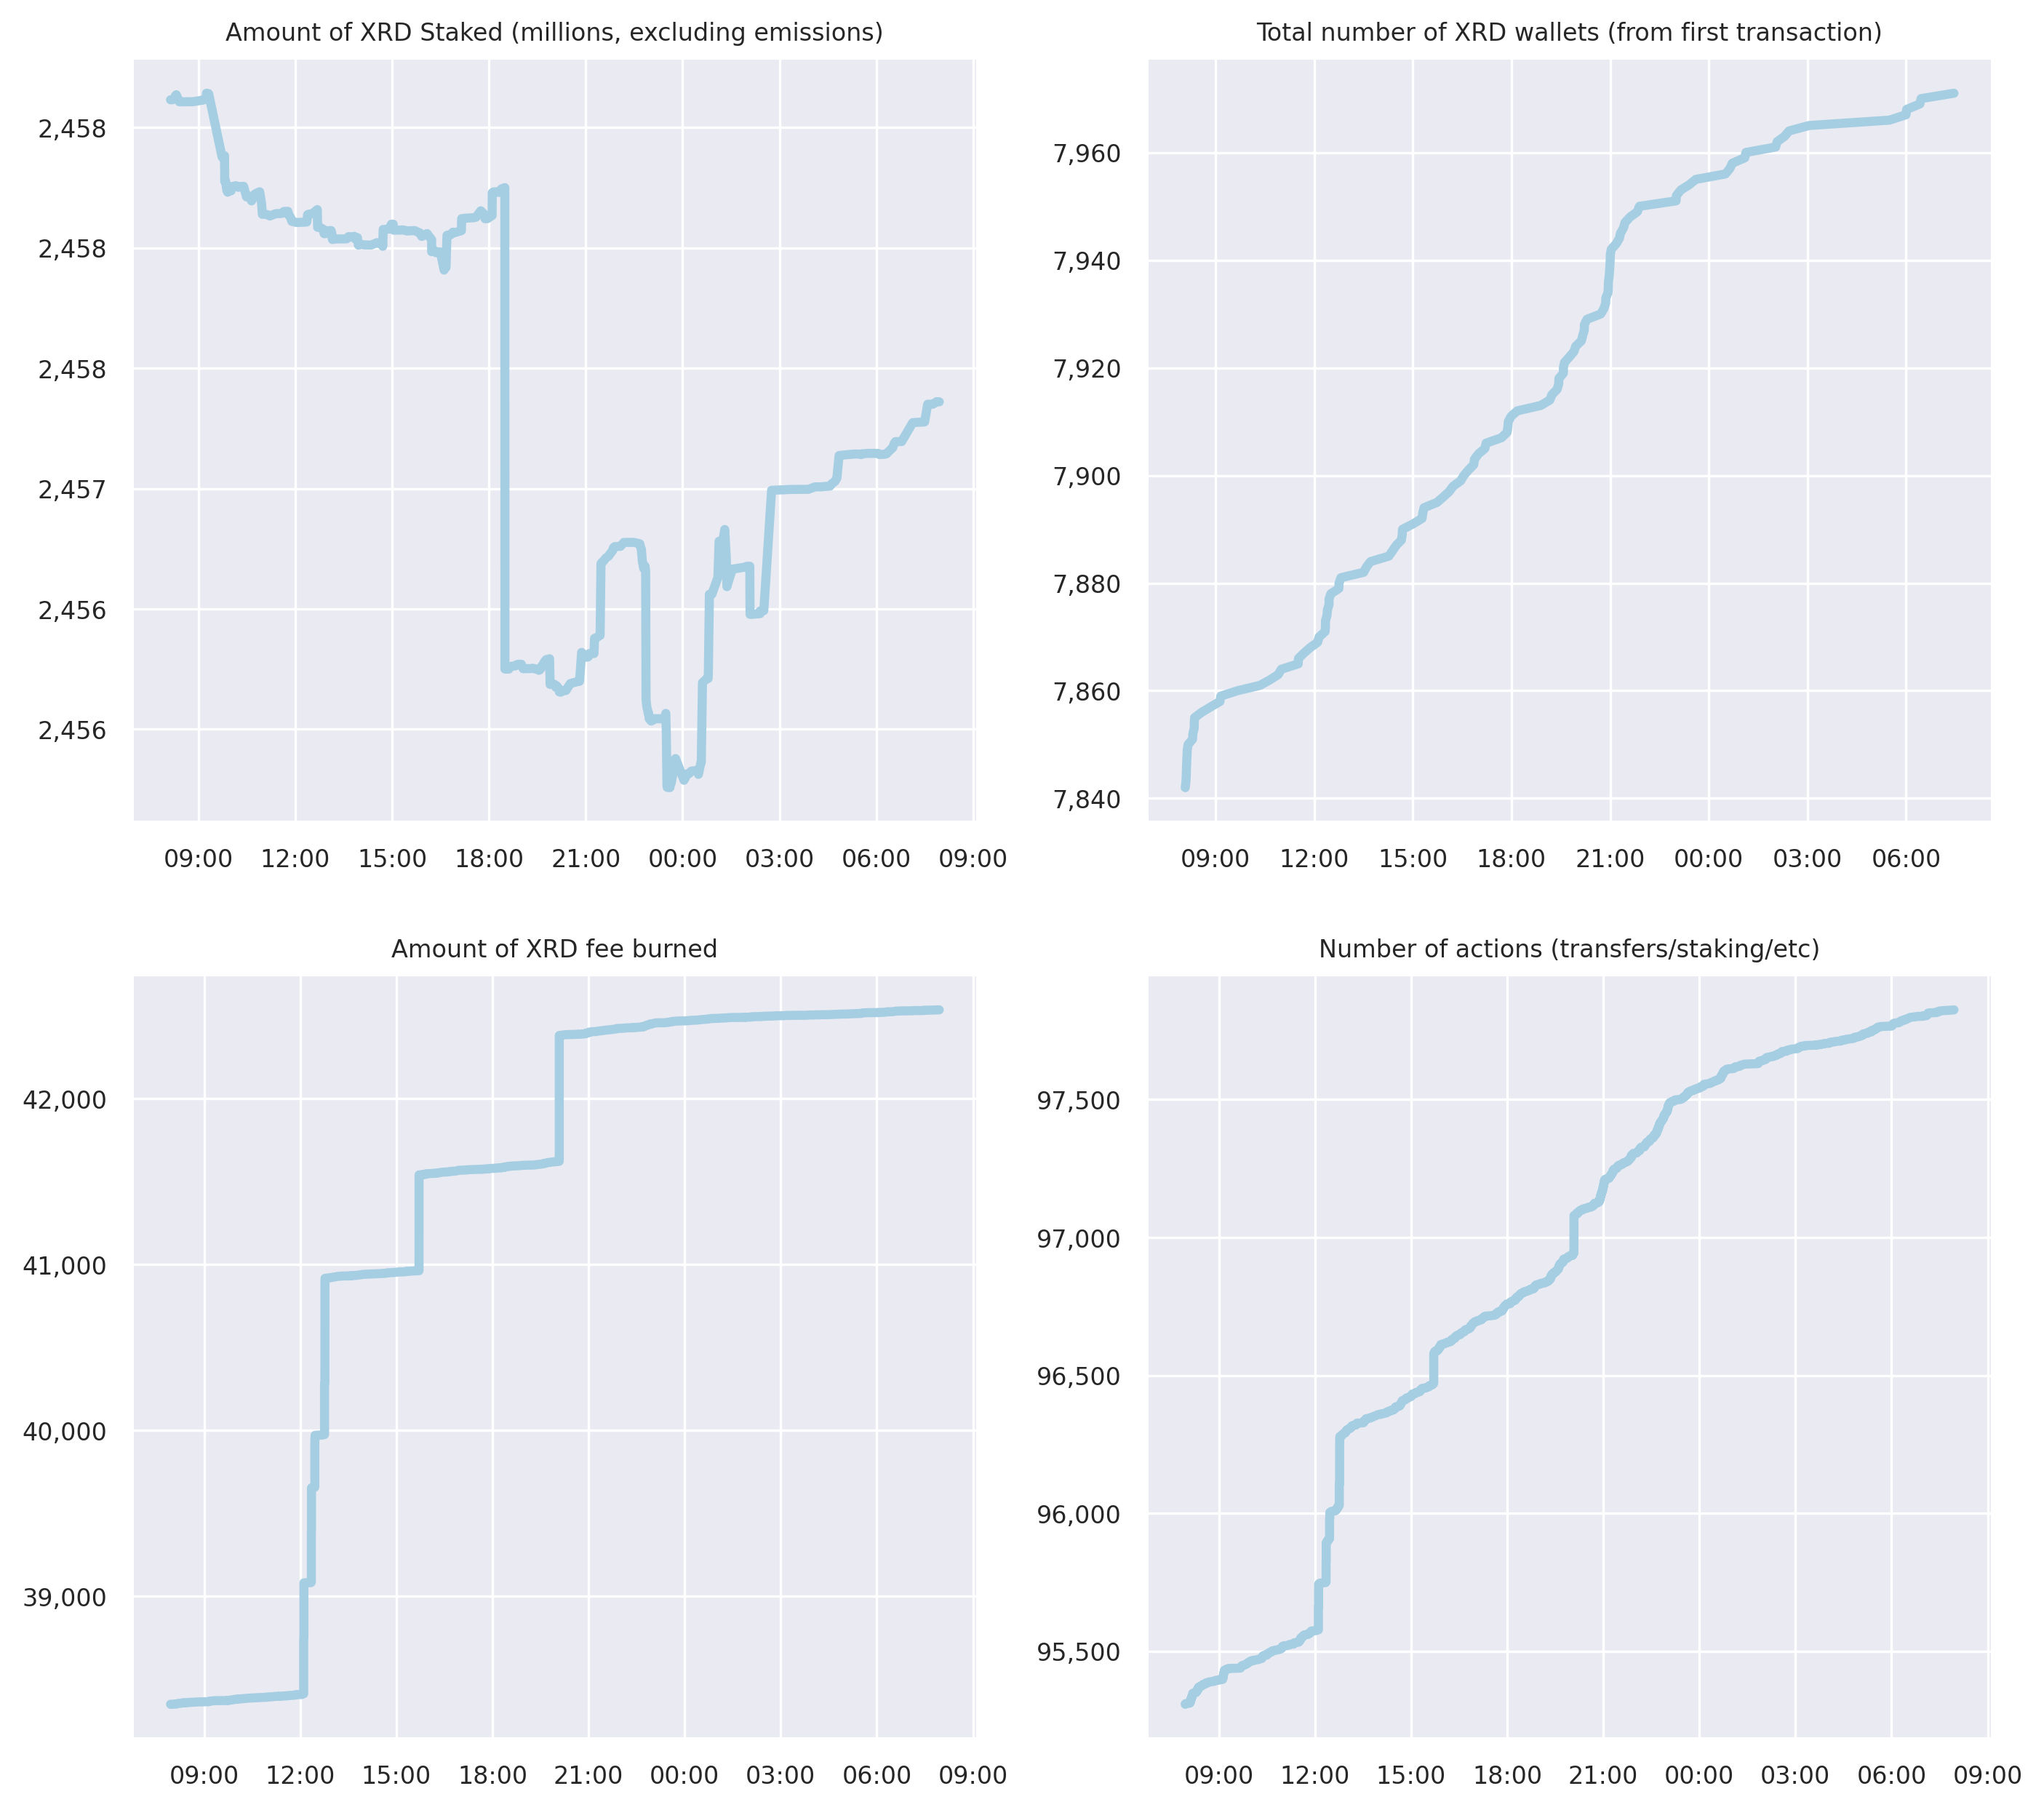 Amount of XRD Staked (millions, excluding emissions)
2,458
2,458
2,458
2,457
2,456
2,456
09:00 12:00 15:00 18:00 21:00 00:00 03:00 06:00 09:00
Total number of XRD wallets (from first transaction)
7,960
7,940
7,920
7,900
7,880
7,860
7,840
09:00 12:00 15:00 18:00 21:00 00:00 03:00 06:00
Amount of XRD fee burned
42,000
41,000
40,000
39,000
09:00 12:00 15:00 18:00 21:00 00:00 03:00 06:00 09:00
Number of actions (transfers/staking/etc)
97,500
97,000
96,500
96,000
95,500
09:00 12:00 15:00 18:00 21:00 00:00 03:00 06:00 09:00